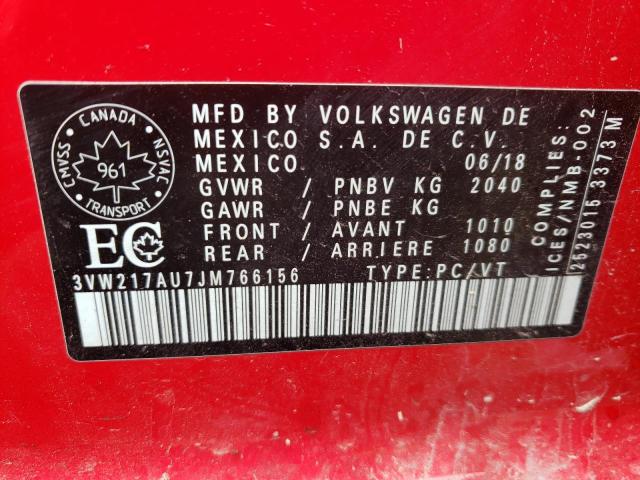 MFD BY VOLKSWAGEN DE
MEXICO S.A. DE C.V.
MEXICO 06/18
GVWR / PNBV KG 2040
GAWR / PNBE KG
FRONT / AVANT 1010
REAR / ARRIERE 1080
3VW217AU7JM766156 TYPE:PC/VT
CANADA
CMVSS
NSVAC
961
TRANSPORT
EC
COMPLIES:
ICES/NMB-002
2523015 3373 M